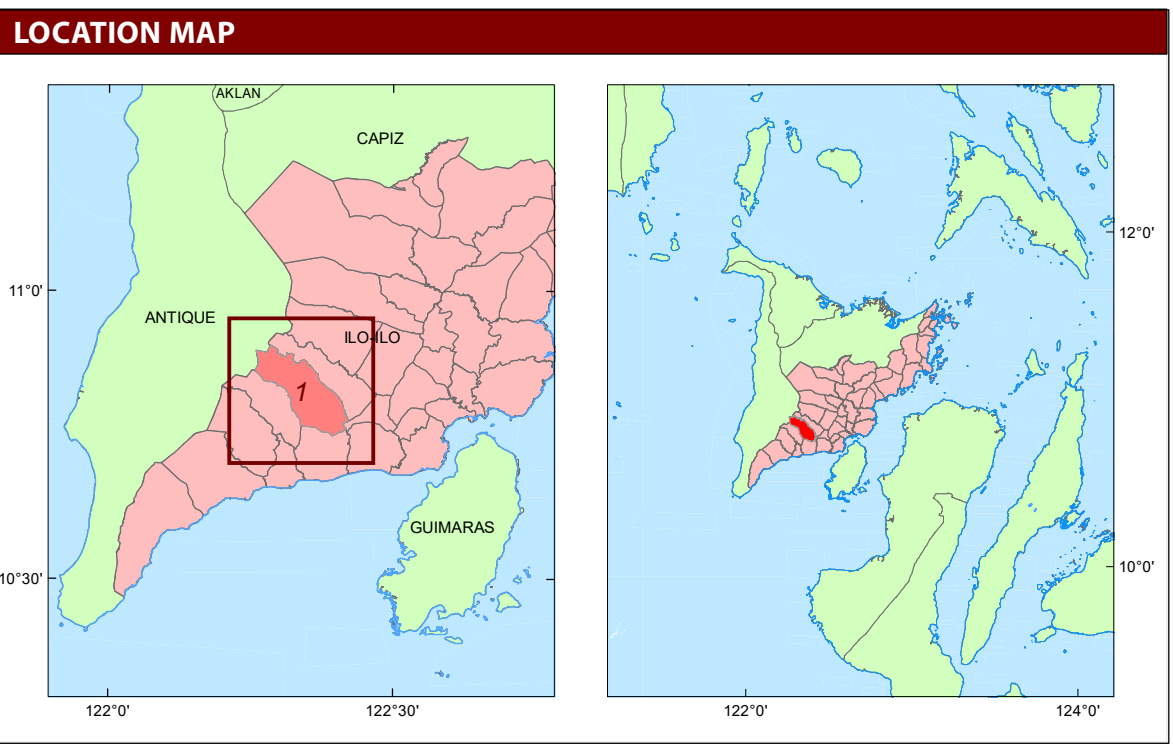 LOCATION MAP
AKLAN
CAPIZ
11°0'
ANTIQUE
ILO-ILO
1
GUIMARAS
10°30'
122°0'
122°30'
12°0'
10°0'
122°0'
124°0'